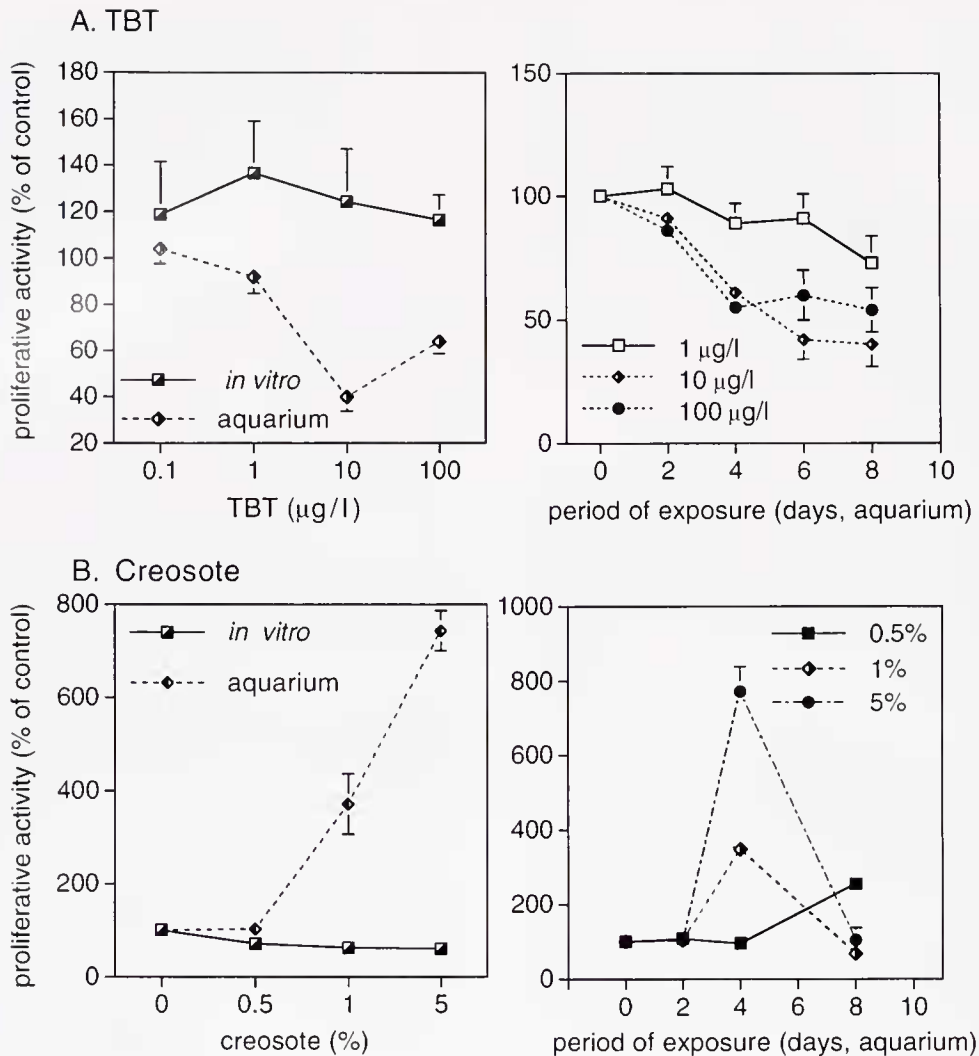 A. TBT
proliferative activity (% of control)
180
160
140
120
100
80
60
40
20
in vitro
aquarium
0.1 1 10 100
TBT (µg/l)
150
100
50
0
1 µg/l
10 µg/l
100 µg/l
0 2 4 6 8 10
period of exposure (days, aquarium)
B. Creosote
proliferative activity (% of control)
800
600
400
200
0
in vitro
aquarium
0 0.5 1 5
creosote (%)
1000
800
600
400
200
0
0.5%
1%
5%
0 2 4 6 8 10
period of exposure (days, aquarium)